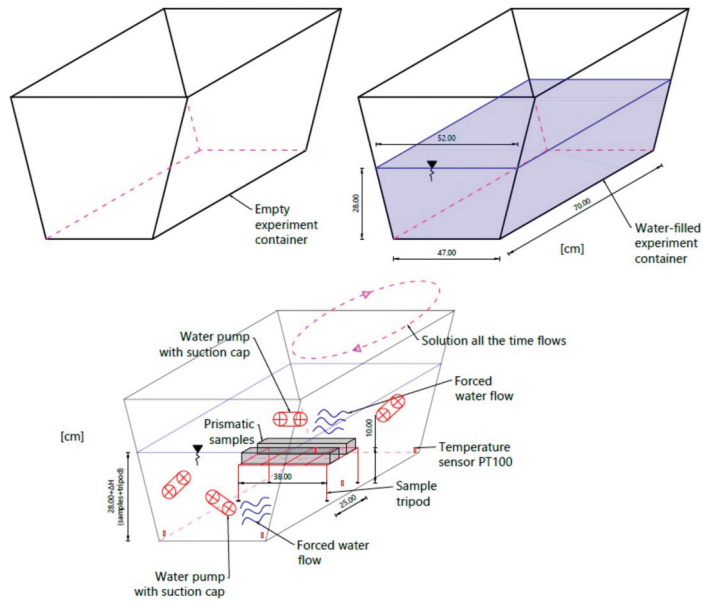 52.00
28.00
70.00
Empty
experiment
container
Water-filled
experiment
container
47.00
[cm]
Water pump
with suction cap
Solution all the time flows
Forced
water flow
Prismatic
samples
[cm]
10.00
Temperature
sensor PT100
28.00+ΔH
(samples+tripod)
38.00
Sample
tripod
25.00
Forced water
flow
Water pump
with suction cap